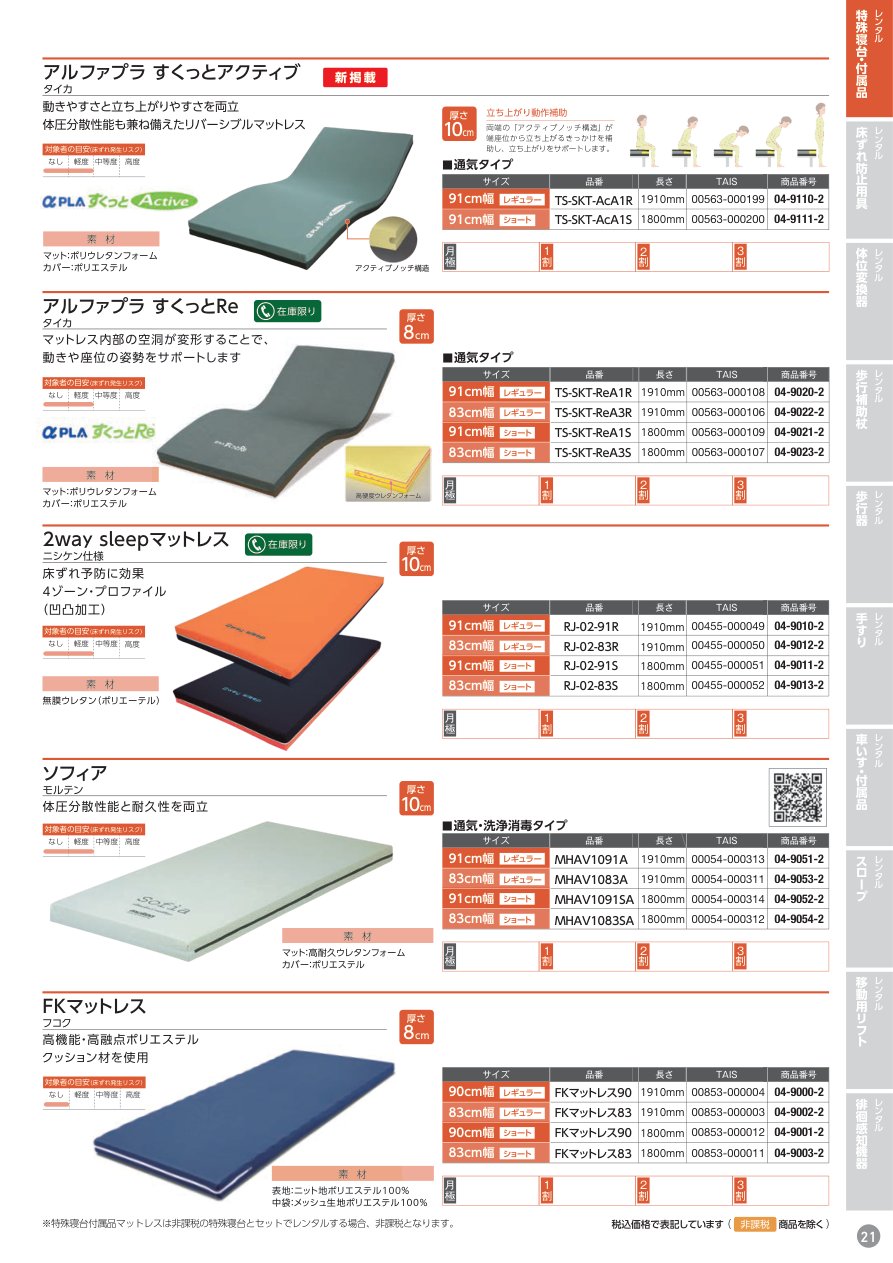 アルファプラ すくっとアクティブ
新掲載
タイカ
動きやすさと立ち上がりやすさを両立
体圧分散性能も兼ね備えたリバーシブルマットレス
対象者の目安(床ずれ発生リスク)
なし 軽度 中等度 高度
αPLA すくっと Active
素 材
マット:ポリウレタンフォーム
カバー:ポリエステル
アクティブノッチ構造
厚さ
10cm
立ち上がり動作補助
両端の「アクティブノッチ構造」が
端座位から立ち上がるきっかけを補
助し、立ち上がりをサポートします。
■通気タイプ
サイズ 品番 長さ TAIS 商品番号
91cm幅 レギュラー TS-SKT-AcA1R 1910mm 00563-000199 04-9110-2
91cm幅 ショート TS-SKT-AcA1S 1800mm 00563-000200 04-9111-2
月極 1割 2割 3割
アルファプラ すくっとRe
在庫限り
タイカ
マットレス内部の空洞が変形することで、
動きや座位の姿勢をサポートします
対象者の目安(床ずれ発生リスク)
なし 軽度 中等度 高度
αPLA すくっとRe
素 材
マット:ポリウレタンフォーム
カバー:ポリエステル
高硬度ウレタンフォーム
厚さ
8cm
■通気タイプ
サイズ 品番 長さ TAIS 商品番号
91cm幅 レギュラー TS-SKT-ReA1R 1910mm 00563-000108 04-9020-2
83cm幅 レギュラー TS-SKT-ReA3R 1910mm 00563-000106 04-9022-2
91cm幅 ショート TS-SKT-ReA1S 1800mm 00563-000109 04-9021-2
83cm幅 ショート TS-SKT-ReA3S 1800mm 00563-000107 04-9023-2
月極 1割 2割 3割
2way sleepマットレス
在庫限り
ニシケン仕様
床ずれ予防に効果
4ゾーン・プロファイル
(凹凸加工)
対象者の目安(床ずれ発生リスク)
なし 軽度 中等度 高度
素 材
無膜ウレタン(ポリエーテル)
2way sleep
2way sleep
厚さ
10cm
サイズ 品番 長さ TAIS 商品番号
91cm幅 レギュラー RJ-02-91R 1910mm 00455-000049 04-9010-2
83cm幅 レギュラー RJ-02-83R 1910mm 00455-000050 04-9012-2
91cm幅 ショート RJ-02-91S 1800mm 00455-000051 04-9011-2
83cm幅 ショート RJ-02-83S 1800mm 00455-000052 04-9013-2
月極 1割 2割 3割
ソフィア
モルテン
体圧分散性能と耐久性を両立
対象者の目安(床ずれ発生リスク)
なし 軽度 中等度 高度
Sofia
molten
素 材
マット:高耐久ウレタンフォーム
カバー:ポリエステル
厚さ
10cm
■通気・洗浄消毒タイプ
サイズ 品番 長さ TAIS 商品番号
91cm幅 レギュラー MHAV1091A 1910mm 00054-000313 04-9051-2
83cm幅 レギュラー MHAV1083A 1910mm 00054-000311 04-9053-2
91cm幅 ショート MHAV1091SA 1800mm 00054-000314 04-9052-2
83cm幅 ショート MHAV1083SA 1800mm 00054-000312 04-9054-2
月極 1割 2割 3割
FKマットレス
フコク
高機能・高融点ポリエステル
クッション材を使用
対象者の目安(床ずれ発生リスク)
なし 軽度 中等度 高度
素 材
表地:ニット地ポリエステル100%
中袋:メッシュ生地ポリエステル100%
厚さ
8cm
サイズ 品番 長さ TAIS 商品番号
90cm幅 レギュラー FKマットレス90 1910mm 00853-000004 04-9000-2
83cm幅 レギュラー FKマットレス83 1910mm 00853-000003 04-9002-2
90cm幅 ショート FKマットレス90 1800mm 00853-000012 04-9001-2
83cm幅 ショート FKマットレス83 1800mm 00853-000011 04-9003-2
月極 1割 2割 3割
※特殊寝台付属品マットレスは非課税の特殊寝台とセットでレンタルする場合、非課税となります。
税込価格で表記しています( 非課税 商品を除く)
レンタル
特殊寝台・付属品
レンタル
床ずれ防止用具
レンタル
体位変換器
レンタル
歩行補助杖
レンタル
歩行器
レンタル
手すり
レンタル
車いす・付属品
レンタル
スロープ
レンタル
移動用リフト
レンタル
徘徊感知機器
21